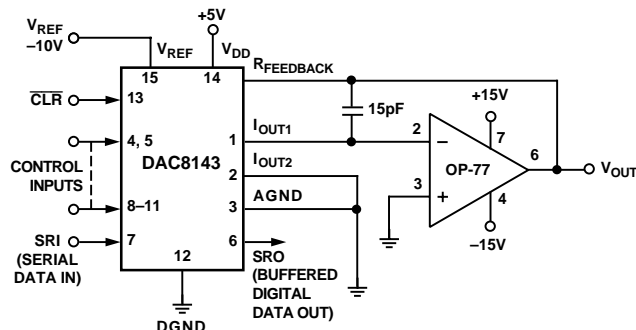 +5V
VREF
–10V
VREF
VDD
RFEEDBACK
15
14
CLR
13
15pF
+15V
IOUT1
4, 5
1
2
7
DAC8143
CONTROL
INPUTS
IOUT2
2
OP-77
6
VOUT
AGND
3
3
4
8–11
–15V
SRI
(SERIAL
DATA IN)
7
6
12
SRO
(BUFFERED
DIGITAL
DATA OUT)
DGND
–
+